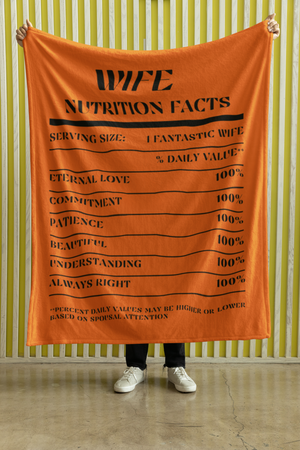 WIFE
NUTRITION FACTS
SERVING SIZE: 1 FANTASTIC WIFE
% DAILY VALUE*
ETERNAL LOVE 100%
COMMITMENT 100%
PATIENCE 100%
BEAUTIFUL 100%
UNDERSTANDING 100%
ALWAYS RIGHT 100%
*PERCENT DAILY VALUES MAY BE HIGHER OR LOWER
BASED ON SPOUSAL ATTENTION